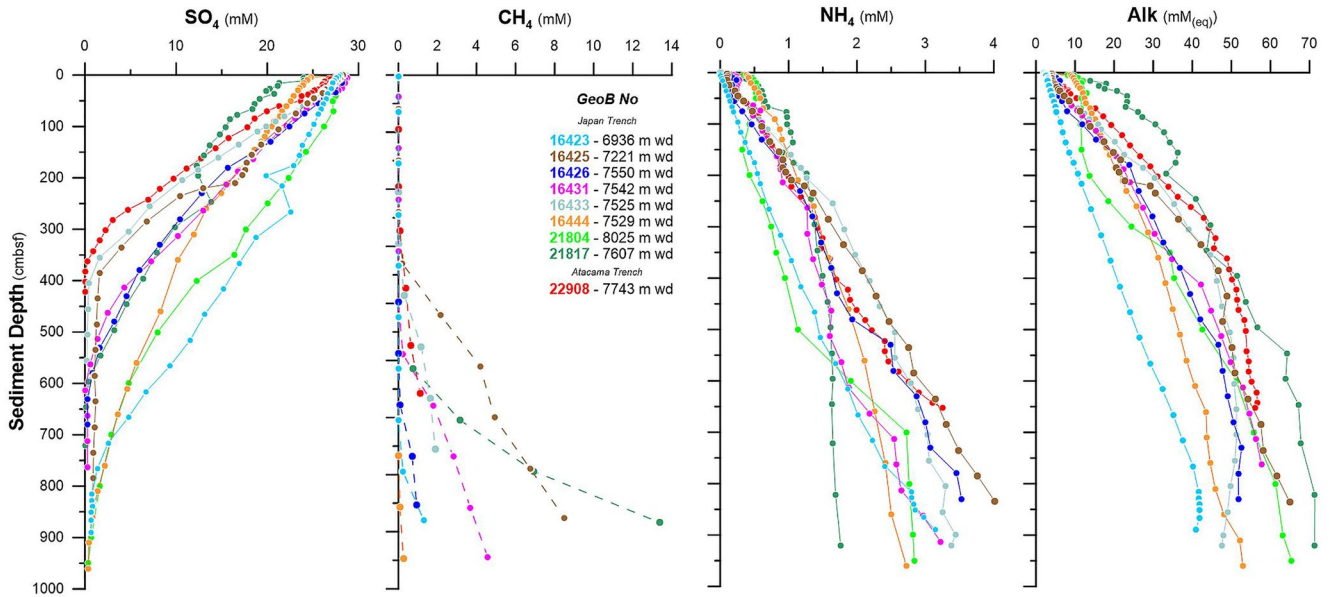 SO4 (mM)
0 10 20 30
CH4 (mM)
0 2 4 6 8 10 12 14
NH4 (mM)
0 1 2 3 4
Alk (mM(eq))
0 10 20 30 40 50 60 70
Sediment Depth (cmbsf)
0
100
200
300
400
500
600
700
800
900
1000
GeoB No
Japan Trench
16423 - 6936 m wd
16425 - 7221 m wd
16426 - 7550 m wd
16431 - 7542 m wd
16433 - 7525 m wd
16444 - 7529 m wd
21804 - 8025 m wd
21817 - 7607 m wd
Atacama Trench
22908 - 7743 m wd